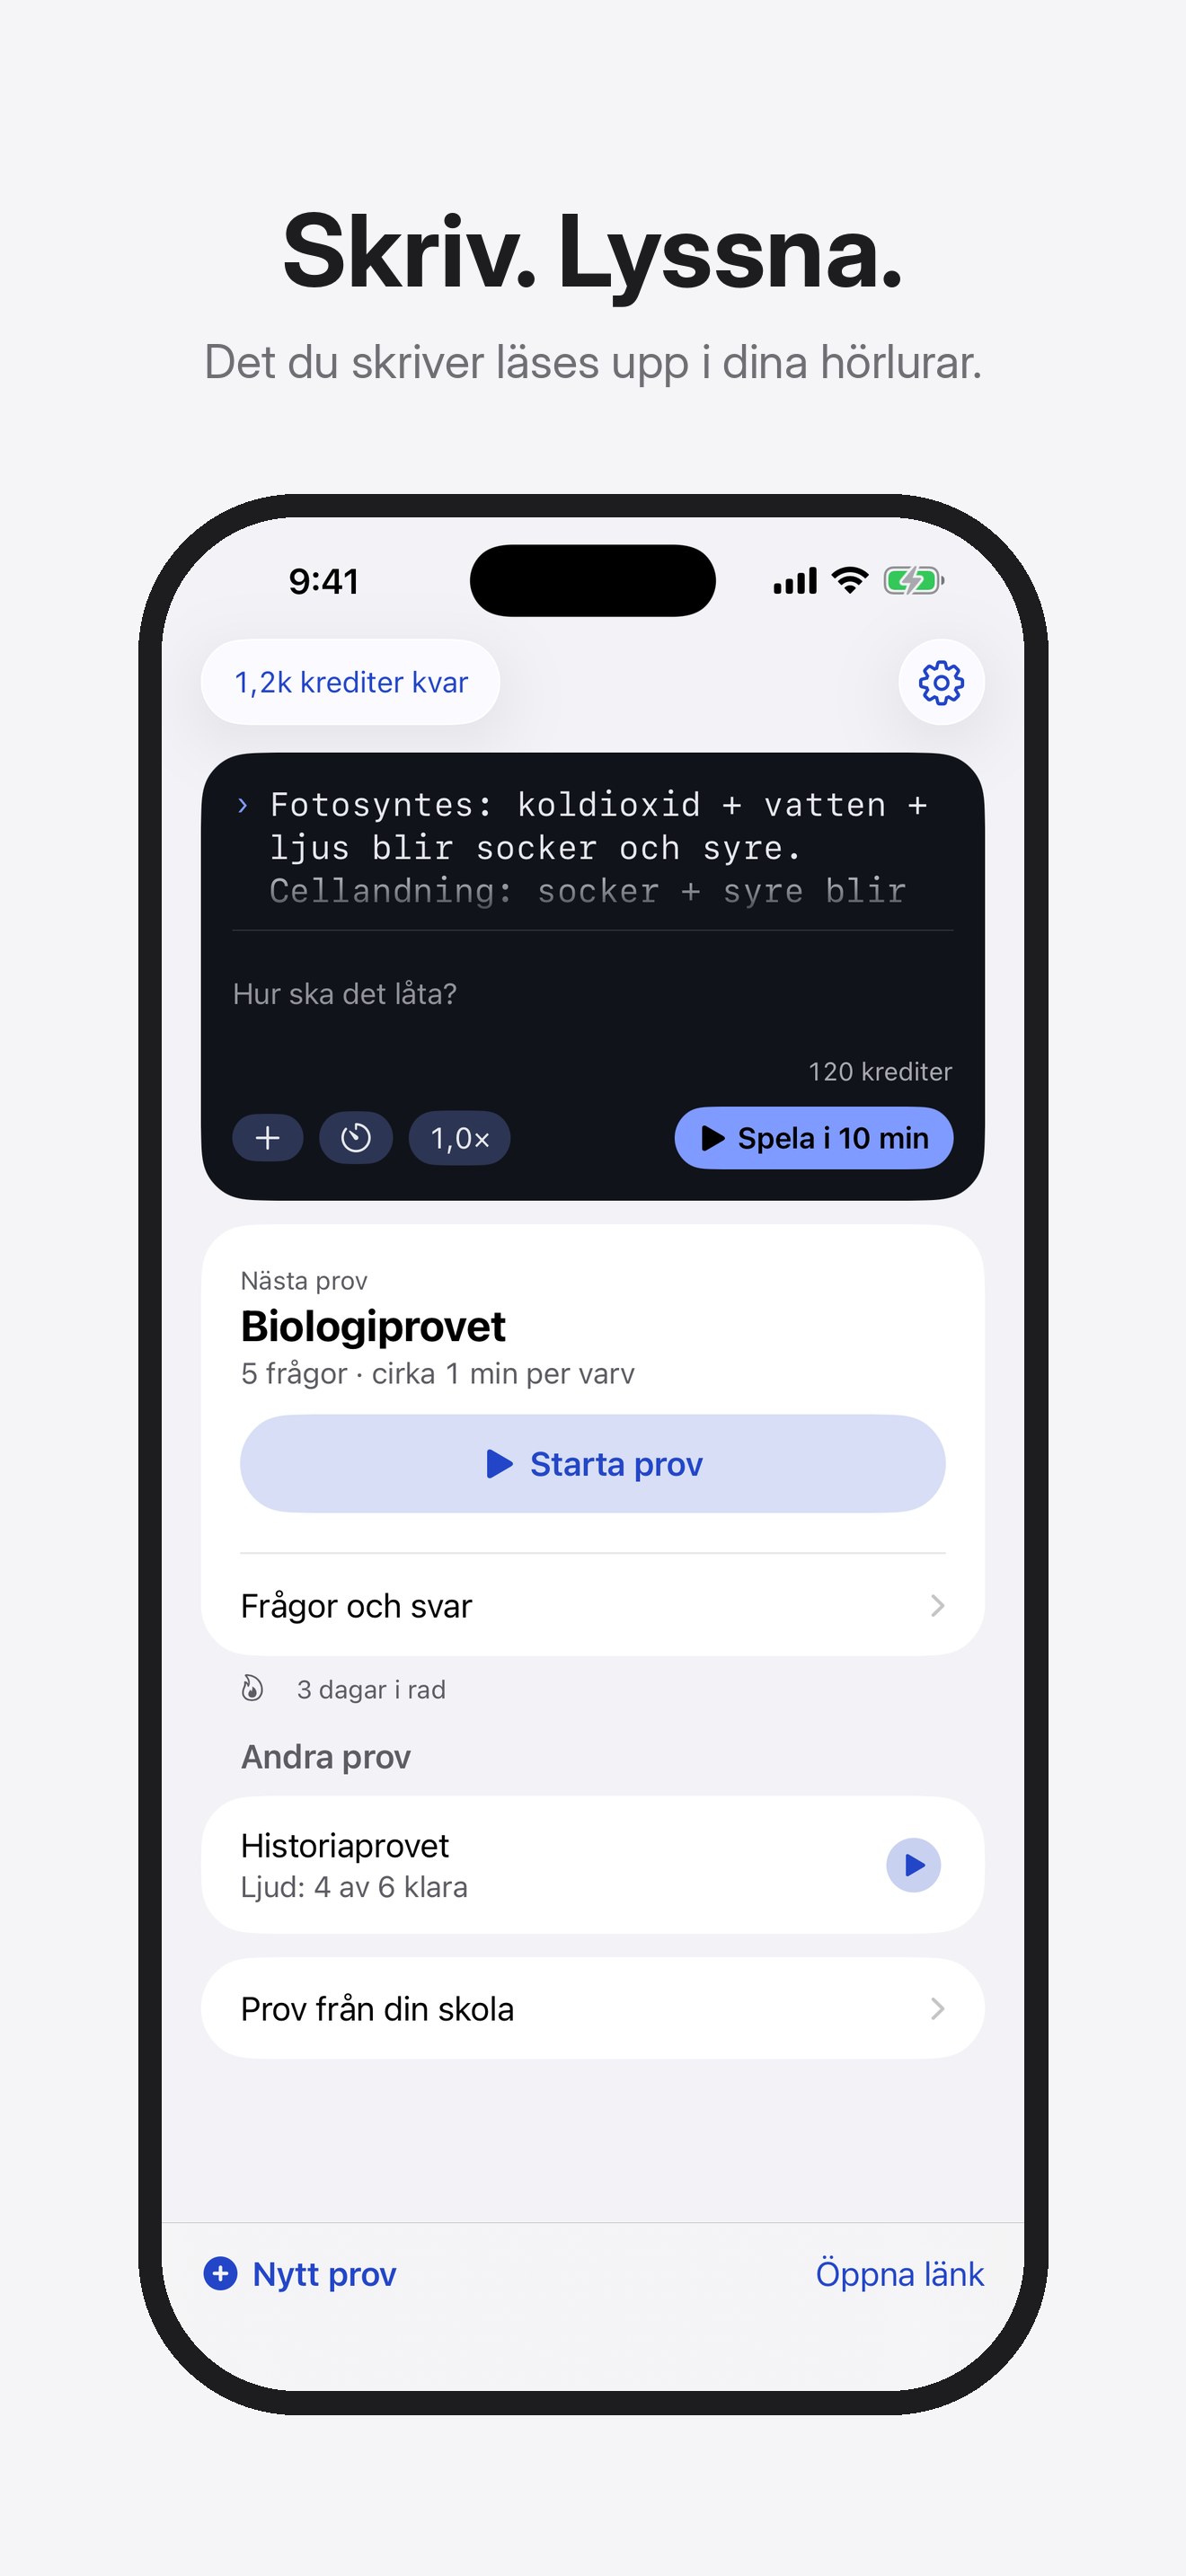 Skriv. Lyssna.
Det du skriver läses upp i dina hörlurar.
9:41
1,2k krediter kvar
› Fotosyntes: koldioxid + vatten +
ljus blir socker och syre.
Cellandning: socker + syre blir
Hur ska det låta?
120 krediter
1,0×
Spela i 10 min
Nästa prov
Biologiprovet
5 frågor · cirka 1 min per varv
Starta prov
Frågor och svar
3 dagar i rad
Andra prov
Historiaprovet
Ljud: 4 av 6 klara
Prov från din skola
Nytt prov
Öppna länk